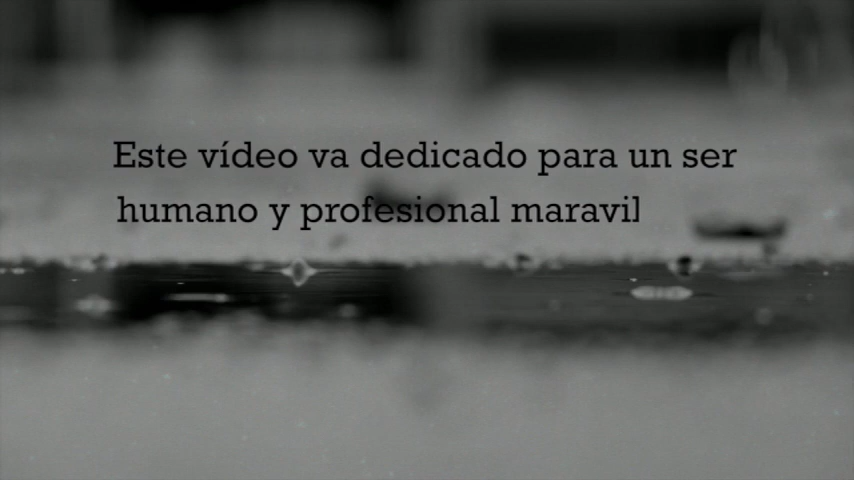 Este vídeo va dedicado para un ser
humano y profesional maravil